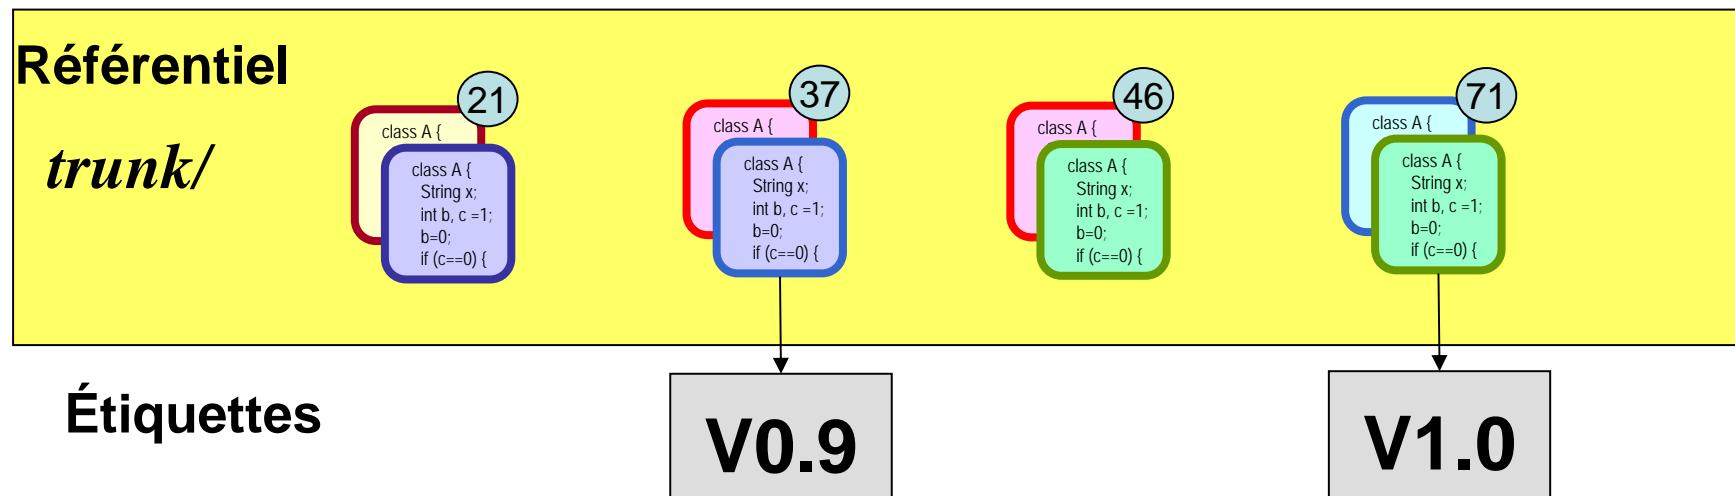 Référentiel
trunk/
21
class A {
class A {
String x;
int b, c =1;
b=0;
if (c==0) {
37
class A {
class A {
String x;
int b, c =1;
b=0;
if (c==0) {
46
class A {
class A {
String x;
int b, c =1;
b=0;
if (c==0) {
71
class A {
class A {
String x;
int b, c =1;
b=0;
if (c==0) {
Étiquettes
V0.9
V1.0